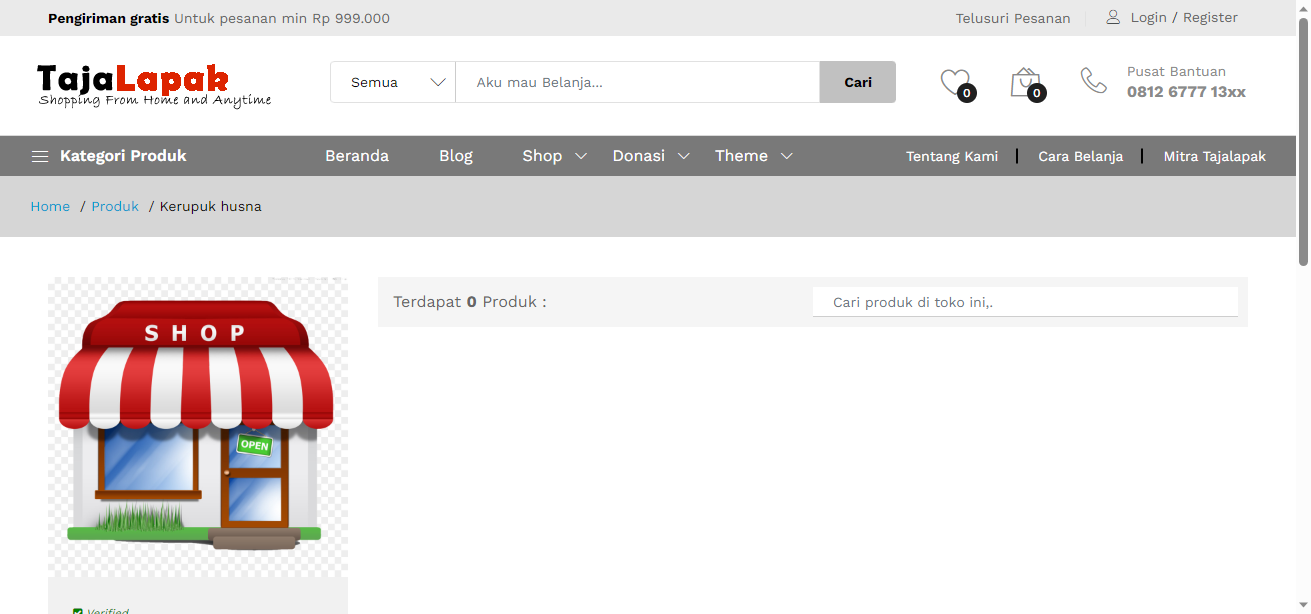 Pengiriman gratis Untuk pesanan min Rp 999.000
Telusuri Pesanan
Login / Register
TajaLapak
Shopping From Home and Anytime
Semua
Aku mau Belanja...
Cari
0
0
Pusat Bantuan
0812 6777 13xx
Kategori Produk
Beranda
Blog
Shop
Donasi
Theme
Tentang Kami
Cara Belanja
Mitra Tajalapak
Home / Produk / Kerupuk husna
SHOP
OPEN
Terdapat 0 Produk :
Cari produk di toko ini,.
Verified